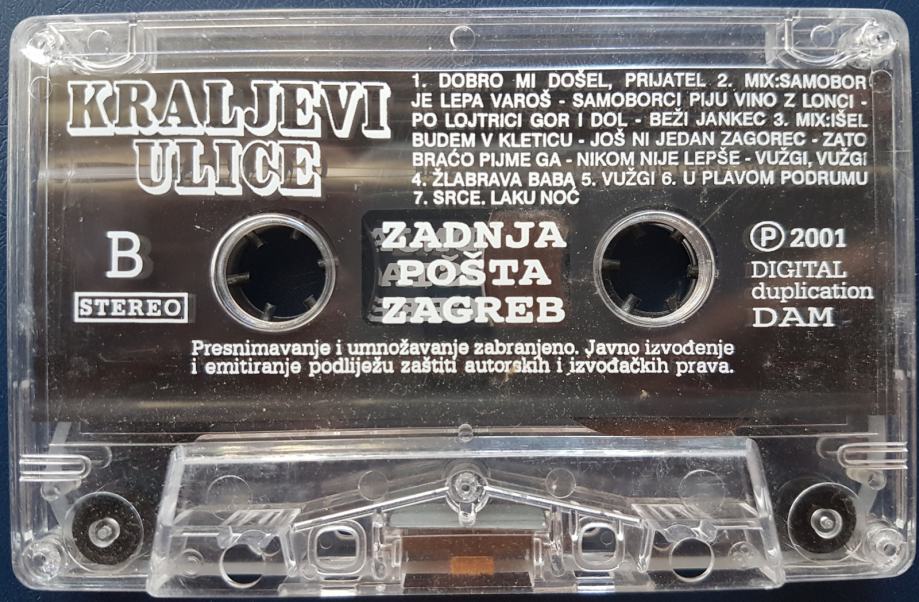 KRALJEVI
ULICE
1. DOBRO MI DOŠEL, PRIJATEL 2. MIX:SAMOBOR
JE LEPA VAROŠ - SAMOBORCI PIJU VINO Z LONCI -
PO LOJTRICI GOR I DOL - BEŽI JANKEC 3. MIX:IŠEL
BUDEM V KLETICU - JOŠ NI JEDAN ZAGOREC - ZATO
BRAĆO PIJME GA - NIKOM NIJE LEPŠE - VUŽGI, VUŽGI
4. ŽLABRAVA BABA 5. VUŽGI 6. U PLAVOM PODRUMU
7. SRCE. LAKU NOĆ
B
STEREO
ZADNJA
POŠTA
ZAGREB
Ⓟ 2001
DIGITAL
duplication
DAM
Presnimavanje i umnožavanje zabranjeno. Javno izvođenje
i emitiranje podliježu zaštiti autorskih i izvođačkih prava.